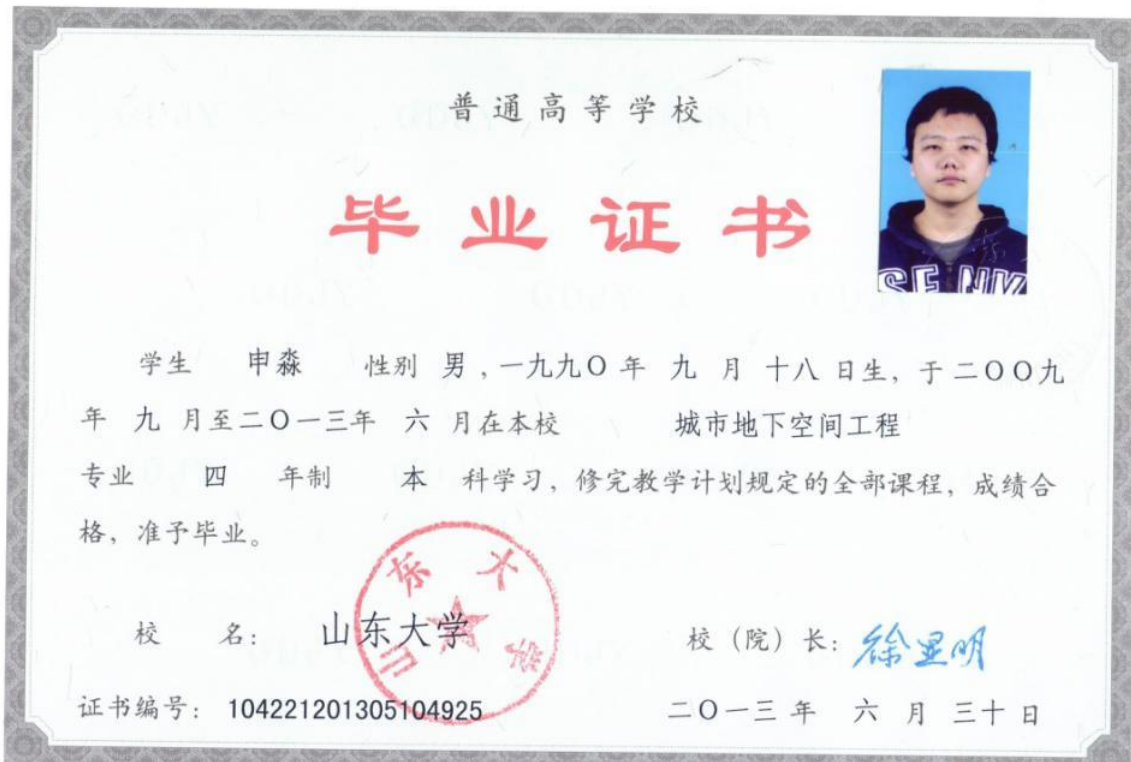 普通高等学校
毕业证书
学生 申淼 性别 男，一九九〇年 九 月 十八 日生，于二〇〇九
年 九 月至二〇一三年 六 月在本校 城市地下空间工程
专业 四 年制 本 科学习，修完教学计划规定的全部课程，成绩合
格，准予毕业。
山东大学
校 名： 山东大学
校（院）长：徐显明
证书编号： 104221201305104925
二〇一三年 六 月 三十 日